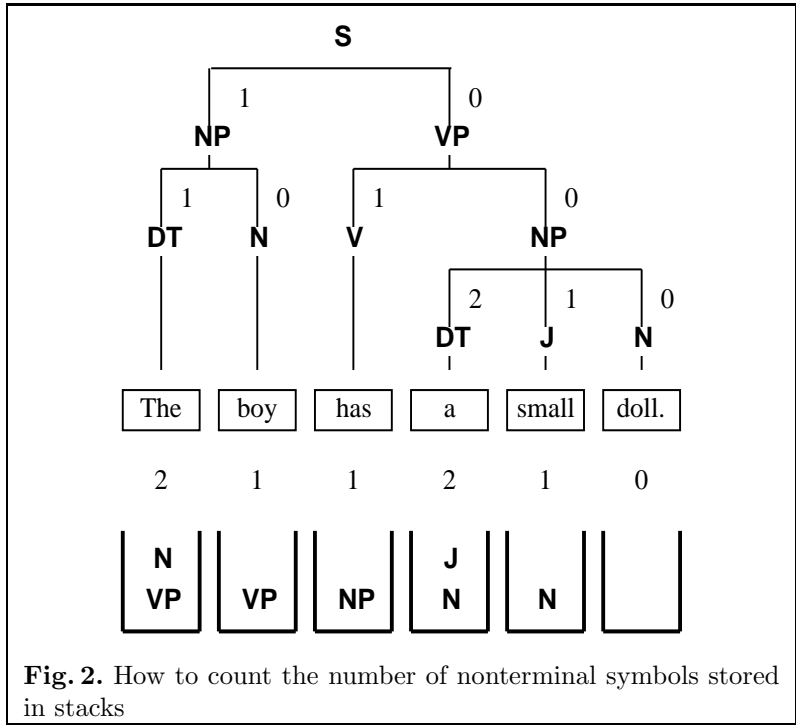 S
1 0
NP VP
1 0 1 0
DT N V NP
2 1 0
DT J N
The boy has a small doll.
2 1 1 2 1 0
N J
VP VP NP N N
Fig. 2. How to count the number of nonterminal symbols stored
in stacks